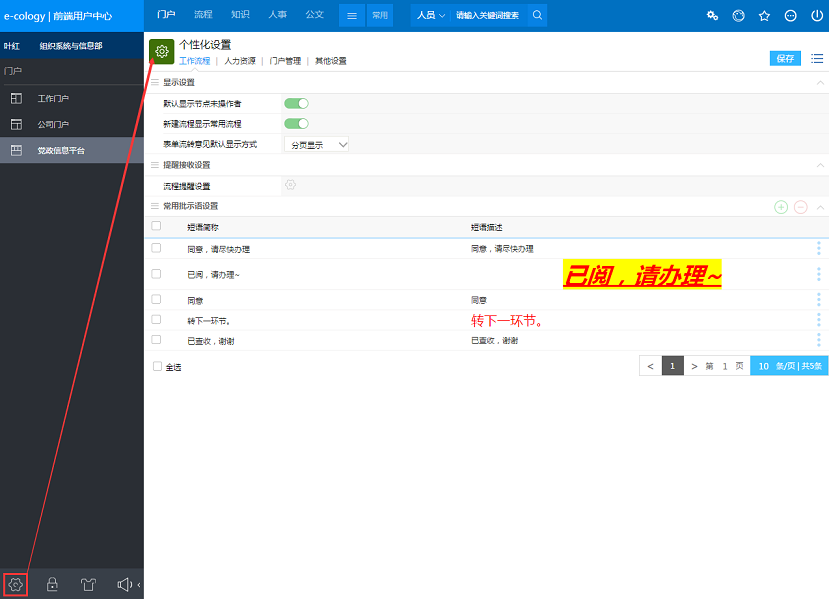 e-cology | 前端用户中心
门户 流程 知识 人事 公文 常用 人员 请输入关键词搜索
叶红 组织系统与信息部
门户
工作门户
公司门户
党政信息平台
个性化设置
工作流程 | 人力资源 | 门户管理 | 其他设置
保存
显示设置
默认显示节点未操作者
新建流程显示常用流程
表单流转意见默认显示方式 分页显示
提醒接收设置
流程提醒设置
常用批示语设置
短语简称 短语描述
同意，请尽快办理 同意，请尽快办理
已阅，请办理~ 已阅，请办理~
同意 同意
转下一环节。 转下一环节。
已查收，谢谢 已查收，谢谢
全选
< 1 > 第 1 页 10 条/页 | 共5条